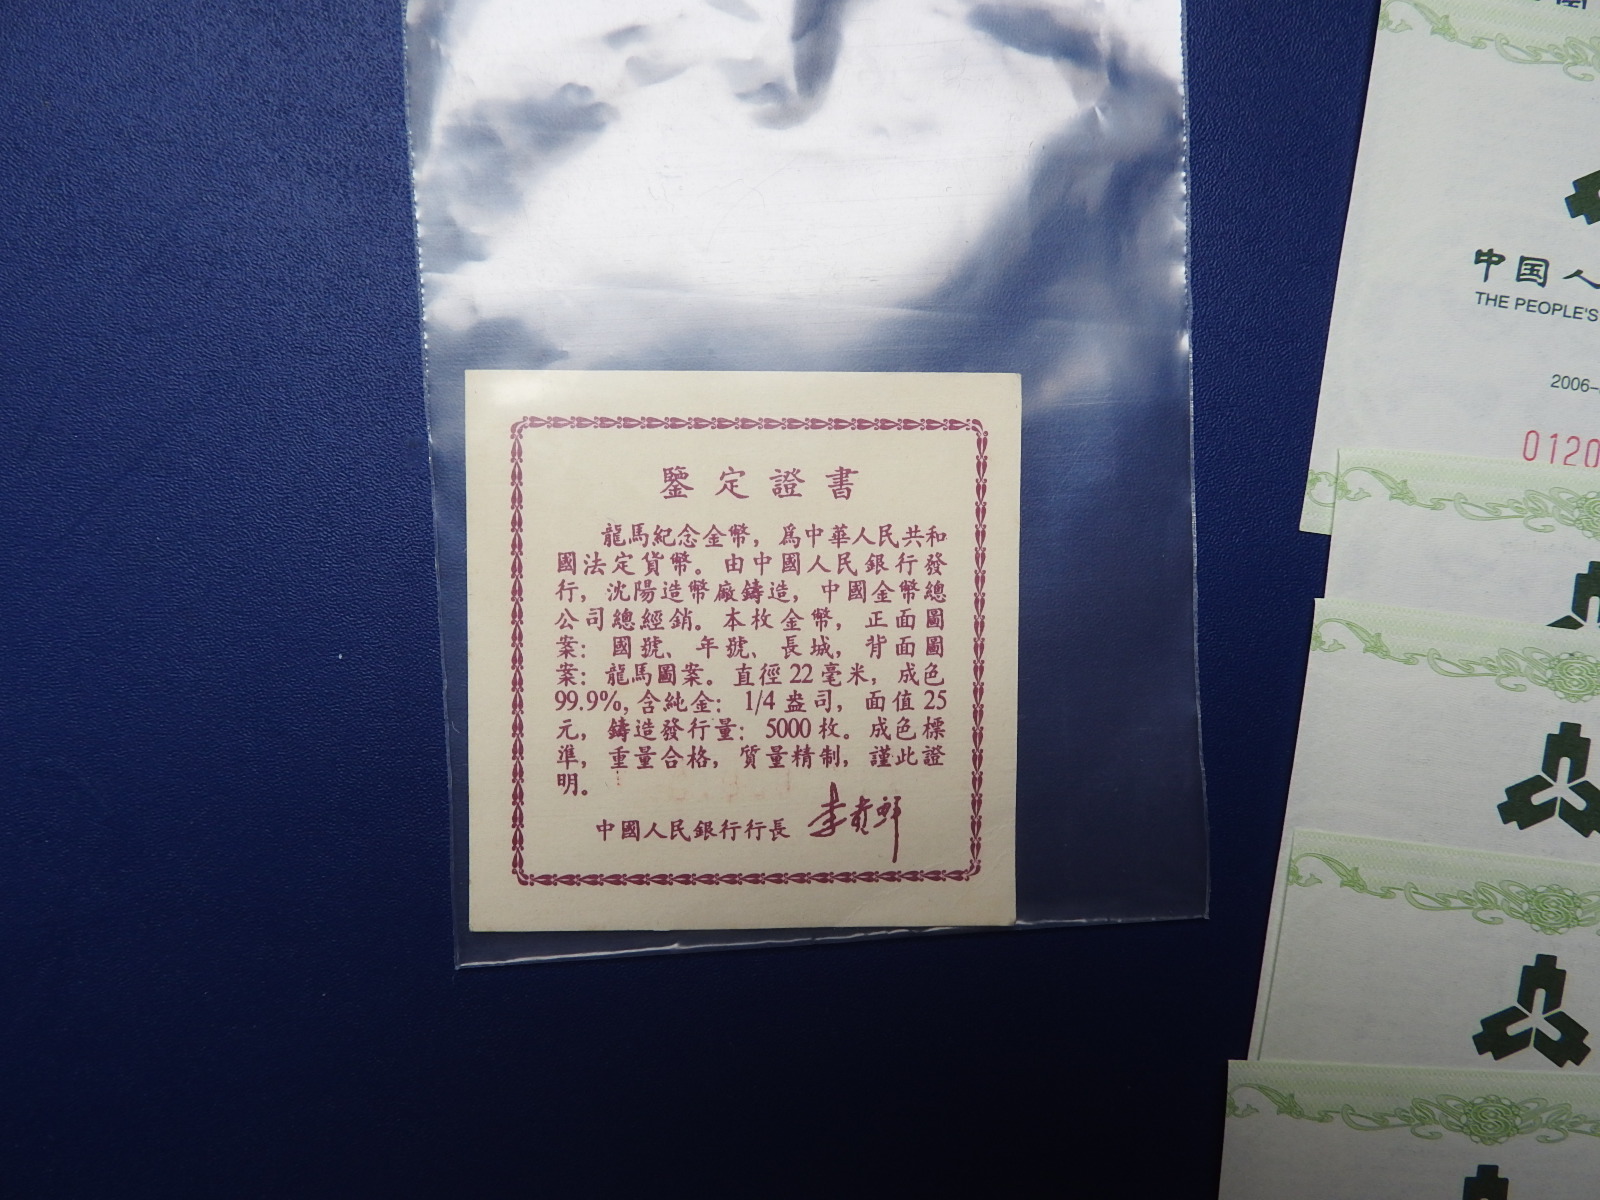 鑒定證書
龍馬紀念金幣，爲中華人民共和
國法定貨幣。由中國人民銀行發
行，沈陽造幣廠鑄造，中國金幣總
公司總經銷。本枚金幣，正面圖
案：國號、年號、長城，背面圖
案：龍馬圖案。直徑22毫米，成色
99.9%，含純金：1/4盎司，面值25
元，鑄造發行量：5000枚。成色標
準，重量合格，質量精制，謹此證
明。
中國人民銀行行長 李貴鮮
中国人
THE PEOPLE'S
2006-
0120